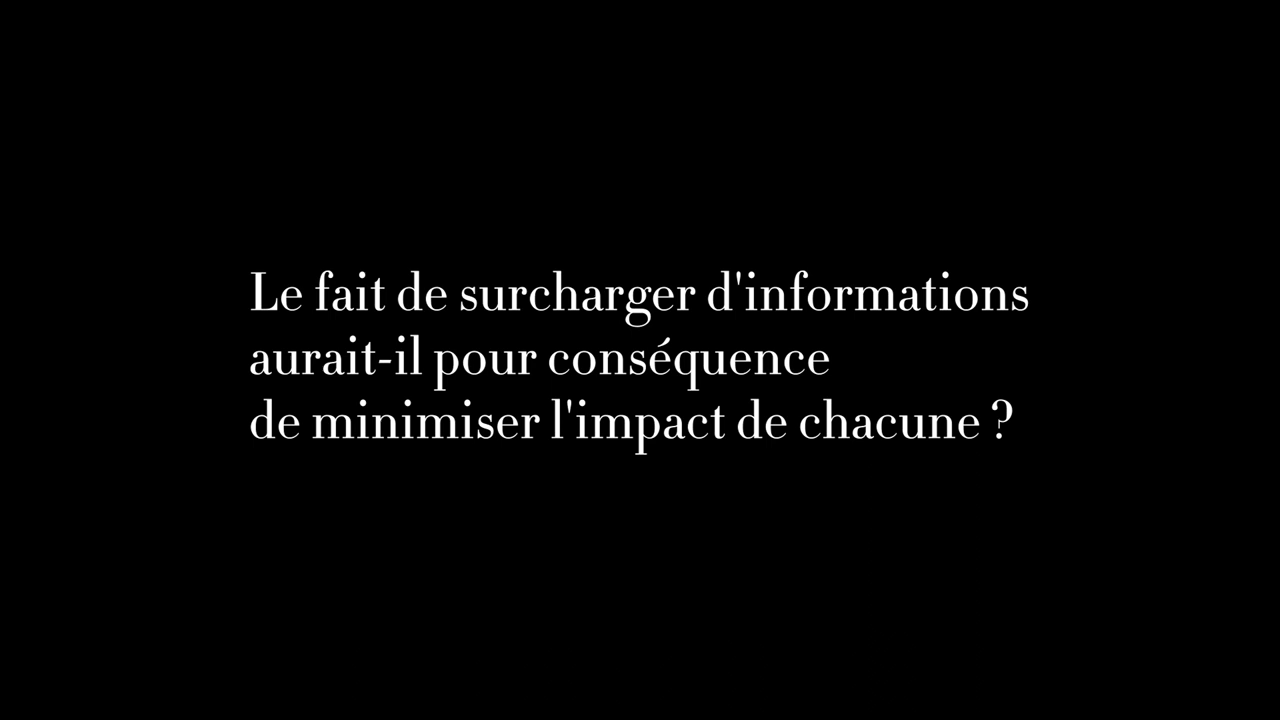 Le fait de surcharger d'informations
aurait-il pour conséquence
de minimiser l'impact de chacune ?